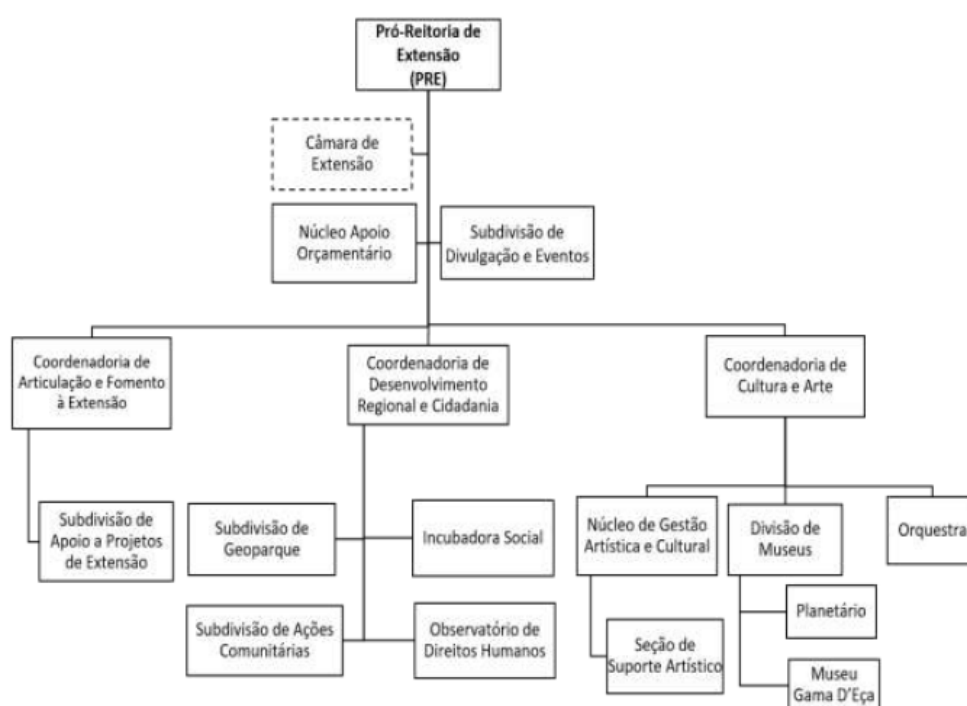 Pró-Reitoria de
Extensão
(PRE)
Câmara de
Extensão
Núcleo Apoio
Orçamentário
Subdivisão de
Divulgação e Eventos
Coordenadoria de
Articulação e Fomento
à Extensão
Coordenadoria de
Desenvolvimento
Regional e Cidadania
Coordenadoria de
Cultura e Arte
Subdivisão de
Apoio a Projetos
de Extensão
Subdivisão de
Geoparque
Incubadora Social
Subdivisão de Ações
Comunitárias
Observatório de
Direitos Humanos
Núcleo de Gestão
Artística e Cultural
Divisão de
Museus
Orquestra
Seção de
Suporte Artístico
Planetário
Museu
Gama D'Eça